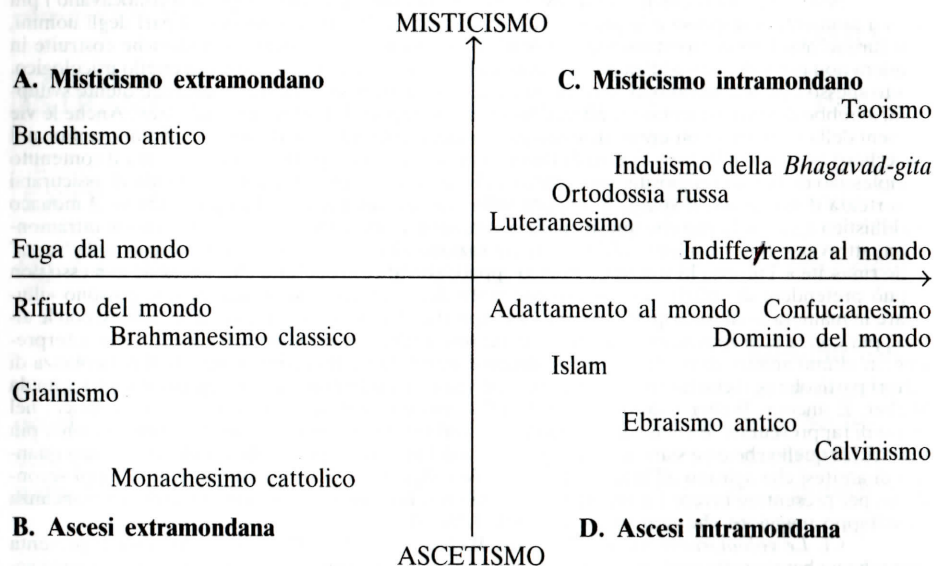 MISTICISMO
A. Misticismo extramondano
C. Misticismo intramondano
Taoismo
Buddhismo antico
Induismo della Bhagavad-gita
Ortodossia russa
Luteranesimo
Fuga dal mondo
Indifferenza al mondo
Rifiuto del mondo
Adattamento al mondo Confucianesimo
Brahmanesimo classico
Dominio del mondo
Islam
Giainismo
Ebraismo antico
Calvinismo
Monachesimo cattolico
B. Ascesi extramondana
D. Ascesi intramondana
ASCETISMO